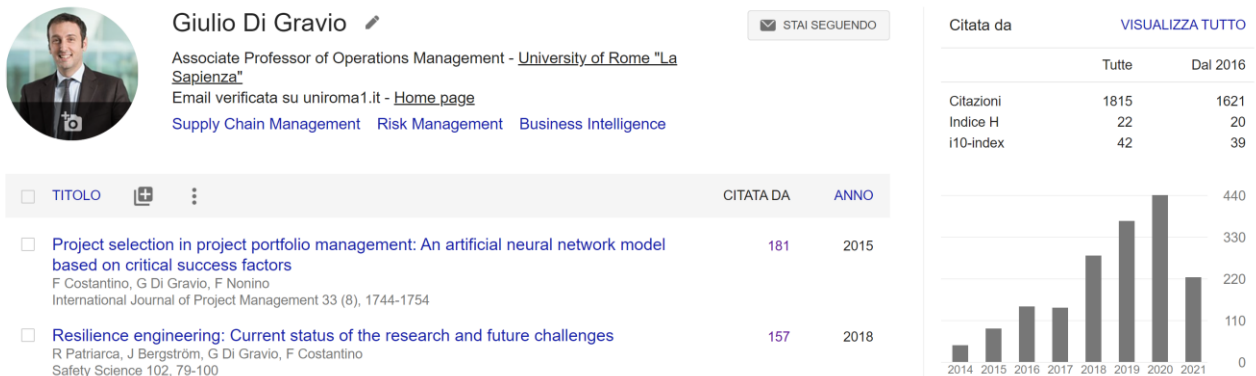 Giulio Di Gravio
STAI SEGUENDO
Associate Professor of Operations Management - University of Rome "La
Sapienza"
Email verificata su uniroma1.it - Home page
Supply Chain Management Risk Management Business Intelligence
TITOLO CITATA DA ANNO
Project selection in project portfolio management: An artificial neural network model 181 2015
based on critical success factors
F Costantino, G Di Gravio, F Nonino
International Journal of Project Management 33 (8), 1744-1754
Resilience engineering: Current status of the research and future challenges 157 2018
R Patriarca, J Bergström, G Di Gravio, F Costantino
Safety Science 102, 79-100
Citata da VISUALIZZA TUTTO
Tutte Dal 2016
Citazioni 1815 1621
Indice H 22 20
i10-index 42 39
440
330
220
110
0
2014 2015 2016 2017 2018 2019 2020 2021